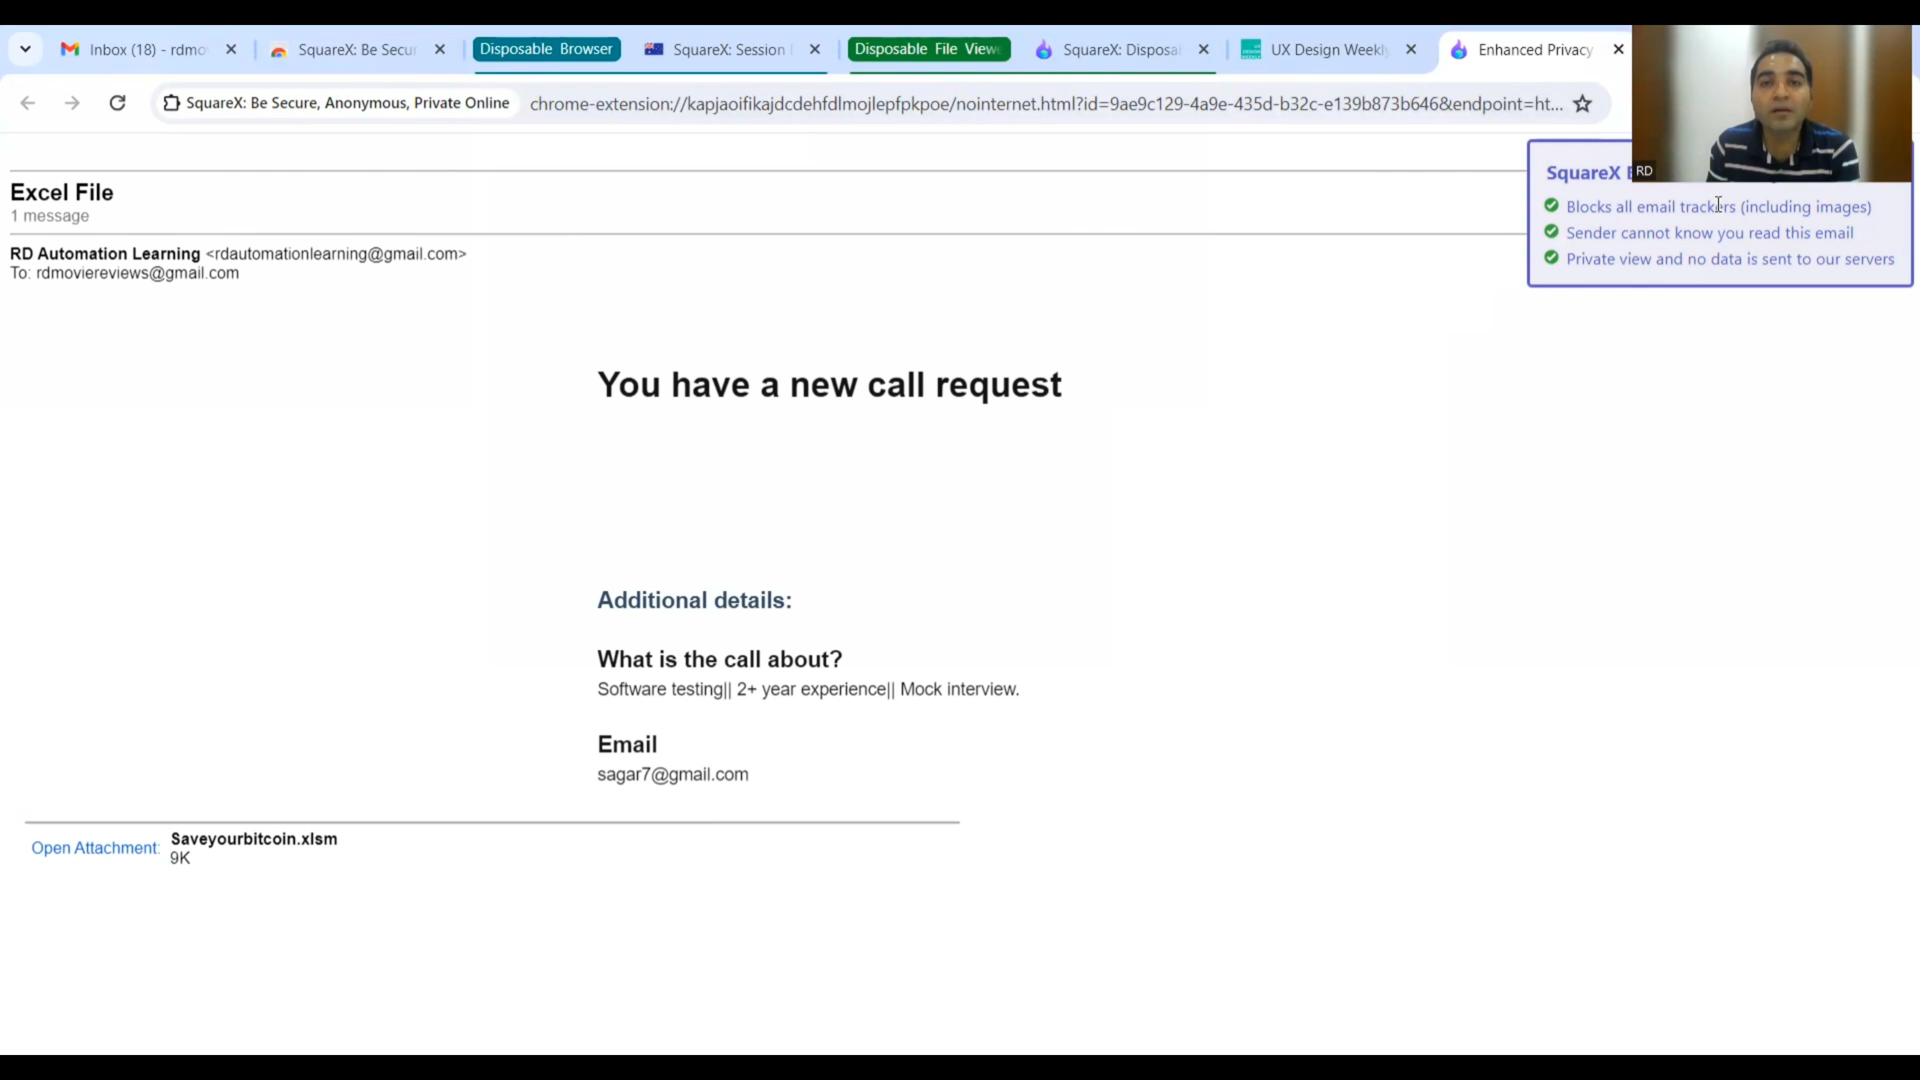 Inbox (18) - rdmo
SquareX: Be Secur
Disposable Browser
SquareX: Session
Disposable File View
SquareX: Disposal
UX Design Weekly
Enhanced Privacy
SquareX: Be Secure, Anonymous, Private Online
chrome-extension://kapjaoifikajdcdehfdlmojlepfpkpoe/nointernet.html?id=9ae9c129-4a9e-435d-b32c-e139b873b646&endpoint=ht...
RD
SquareX
Blocks all email trackers (including images)
Sender cannot know you read this email
Private view and no data is sent to our servers
Excel File
1 message
RD Automation Learning <rdautomationlearning@gmail.com>
To: rdmoviereviews@gmail.com
You have a new call request
Additional details:
What is the call about?
Software testing|| 2+ year experience|| Mock interview.
Email
sagar7@gmail.com
Open Attachment: Saveyourbitcoin.xlsm
9K